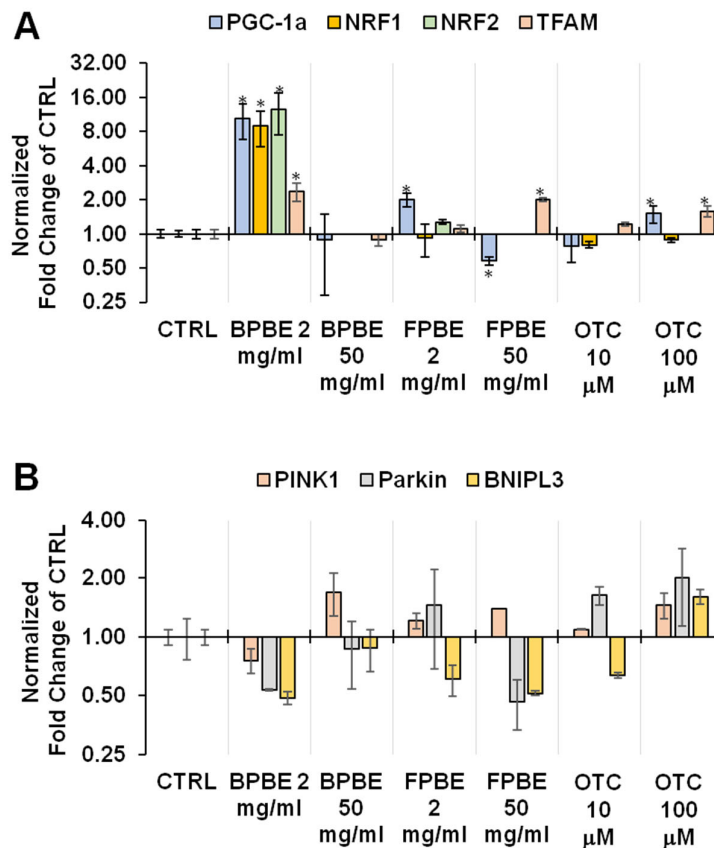 A
PGC-1a NRF1 NRF2 TFAM
Normalized
Fold Change of CTRL
32.00
16.00
8.00
4.00
2.00
1.00
0.50
0.25
* * * *
* *
* * *
CTRL BPBE 2 BPBE FPBE FPBE OTC OTC
mg/ml 50 2 50 10 100
mg/ml mg/ml mg/ml μM μM
B
PINK1 Parkin BNIPL3
Normalized
Fold Change of CTRL
4.00
2.00
1.00
0.50
0.25
CTRL BPBE 2 BPBE FPBE FPBE OTC OTC
mg/ml 50 2 50 10 100
mg/ml mg/ml mg/ml μM μM